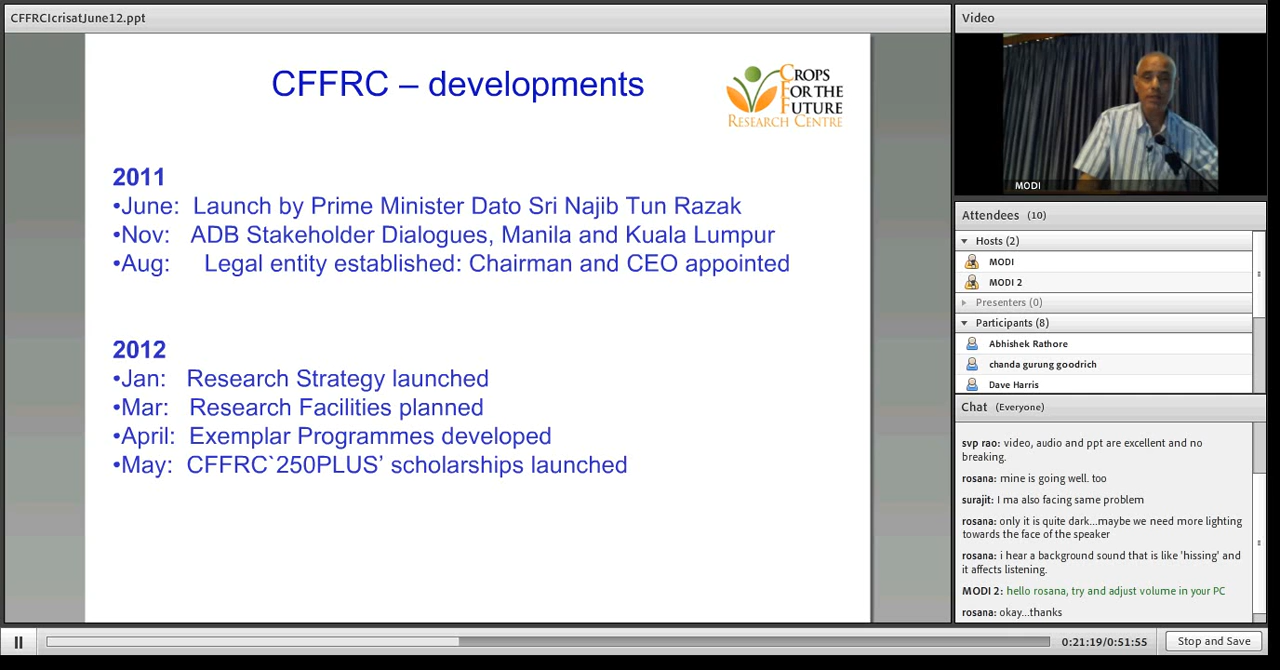 CFFRCIcrisatJune12.ppt
CFFRC – developments
CROPS
FOR THE
FUTURE
RESEARCH CENTRE
2011
•June: Launch by Prime Minister Dato Sri Najib Tun Razak
•Nov: ADB Stakeholder Dialogues, Manila and Kuala Lumpur
•Aug: Legal entity established: Chairman and CEO appointed
2012
•Jan: Research Strategy launched
•Mar: Research Facilities planned
•April: Exemplar Programmes developed
•May: CFFRC`250PLUS’ scholarships launched
Video
MODI
Attendees (10)
Hosts (2)
MODI
MODI 2
Presenters (0)
Participants (8)
Abhishek Rathore
chanda gurung goodrich
Dave Harris
Chat (Everyone)
svp rao: video, audio and ppt are excellent and no
breaking.
rosana: mine is going well. too
surajit: I ma also facing same problem
rosana: only it is quite dark...maybe we need more lighting
towards the face of the speaker
rosana: i hear a background sound that is like 'hissing' and
it affects listening.
MODI 2: hello rosana, try and adjust volume in your PC
rosana: okay...thanks
0:21:19/0:51:55
Stop and Save